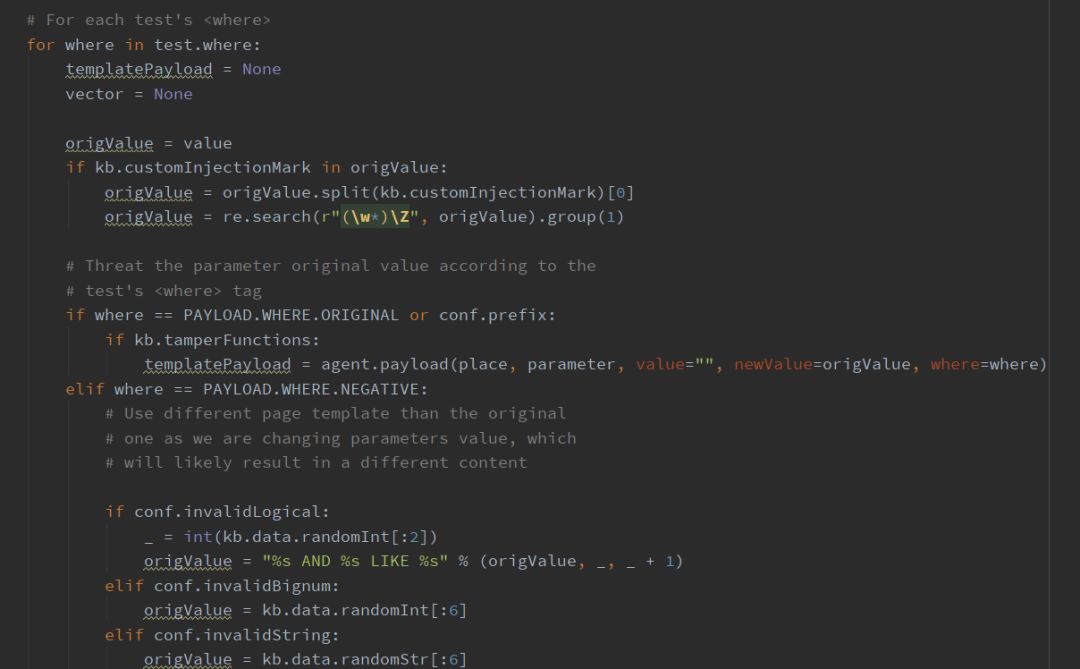 # For each test's <where>
for where in test.where:
    templatePayload = None
    vector = None

    origValue = value
    if kb.customInjectionMark in origValue:
        origValue = origValue.split(kb.customInjectionMark)[0]
        origValue = re.search(r"(\w*)\Z", origValue).group(1)

    # Threat the parameter original value according to the
    # test's <where> tag
    if where == PAYLOAD.WHERE.ORIGINAL or conf.prefix:
        if kb.tamperFunctions:
            templatePayload = agent.payload(place, parameter, value="", newValue=origValue, where=where)
    elif where == PAYLOAD.WHERE.NEGATIVE:
        # Use different page template than the original
        # one as we are changing parameters value, which
        # will likely result in a different content

        if conf.invalidLogical:
            _ = int(kb.data.randomInt[:2])
            origValue = "%s AND %s LIKE %s" % (origValue, _, _ + 1)
        elif conf.invalidBignum:
            origValue = kb.data.randomInt[:6]
        elif conf.invalidString:
            origValue = kb.data.randomStr[:6]